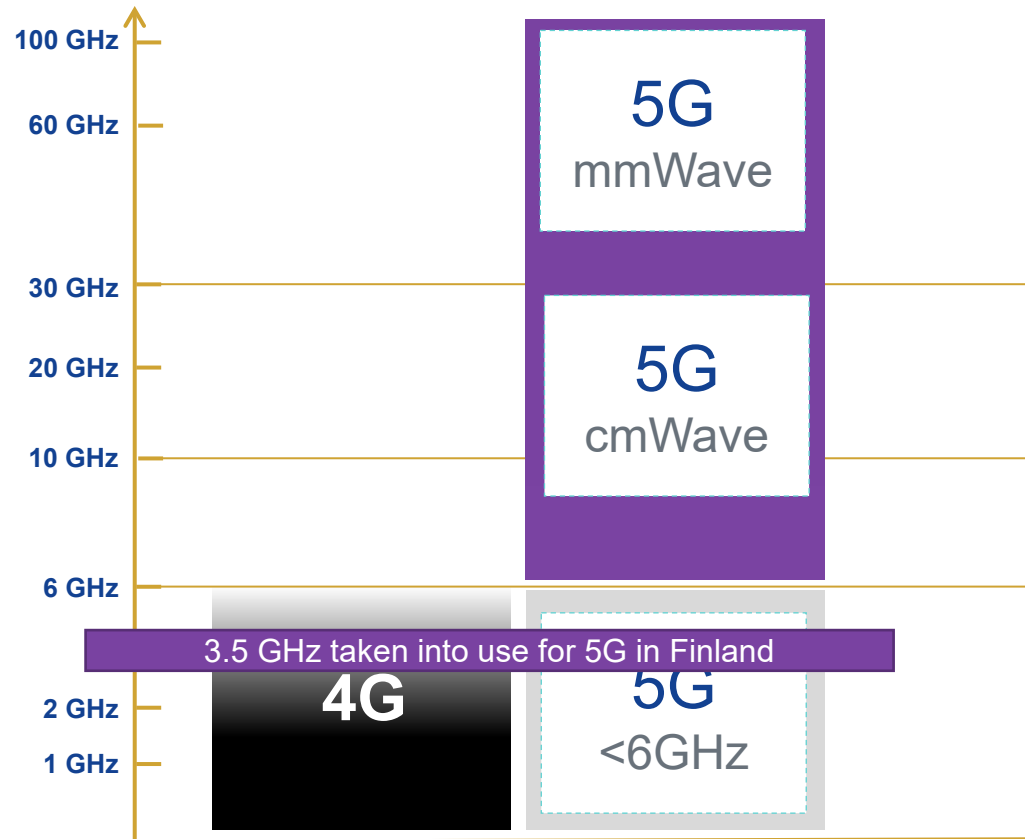 100 GHz
60 GHz
30 GHz
20 GHz
10 GHz
6 GHz
2 GHz
1 GHz
5G
mmWave
5G
cmWave
3.5 GHz taken into use for 5G in Finland
4G
5G
<6GHz